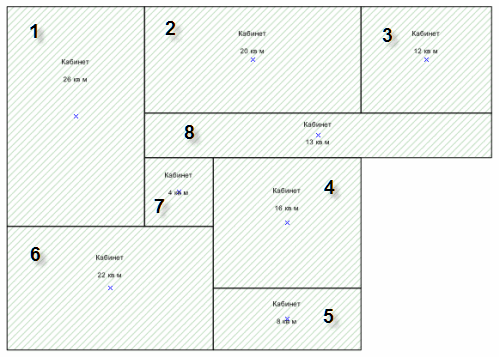 1
Кабинет
26 кв м
2
Кабинет
20 кв м
3
Кабинет
12 кв м
8
Кабинет
13 кв м
Кабинет
4 кв м
7
Кабинет
4
16 кв м
6
Кабинет
22 кв м
Кабинет
8 кв м
5